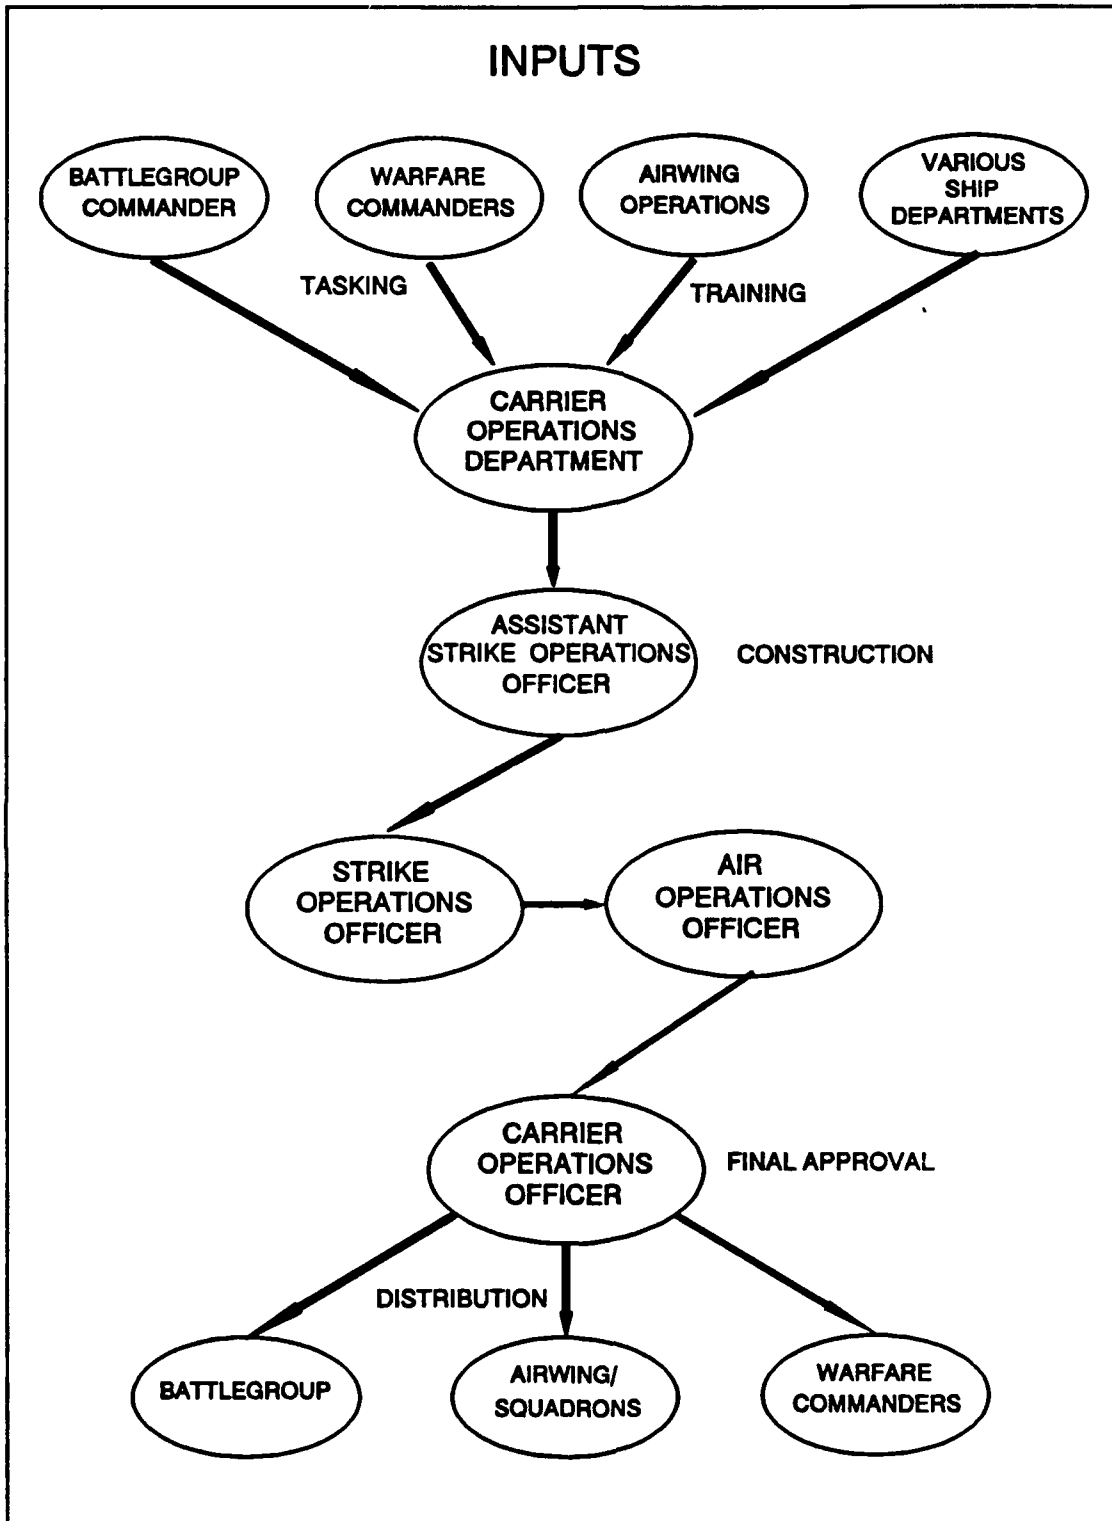 INPUTS
BATTLEGROUP
COMMANDER
WARFARE
COMMANDERS
AIRWING
OPERATIONS
VARIOUS
SHIP
DEPARTMENTS
TASKING
TRAINING
CARRIER
OPERATIONS
DEPARTMENT
ASSISTANT
STRIKE OPERATIONS
OFFICER
CONSTRUCTION
STRIKE
OPERATIONS
OFFICER
AIR
OPERATIONS
OFFICER
CARRIER
OPERATIONS
OFFICER
FINAL APPROVAL
DISTRIBUTION
BATTLEGROUP
AIRWING/
SQUADRONS
WARFARE
COMMANDERS